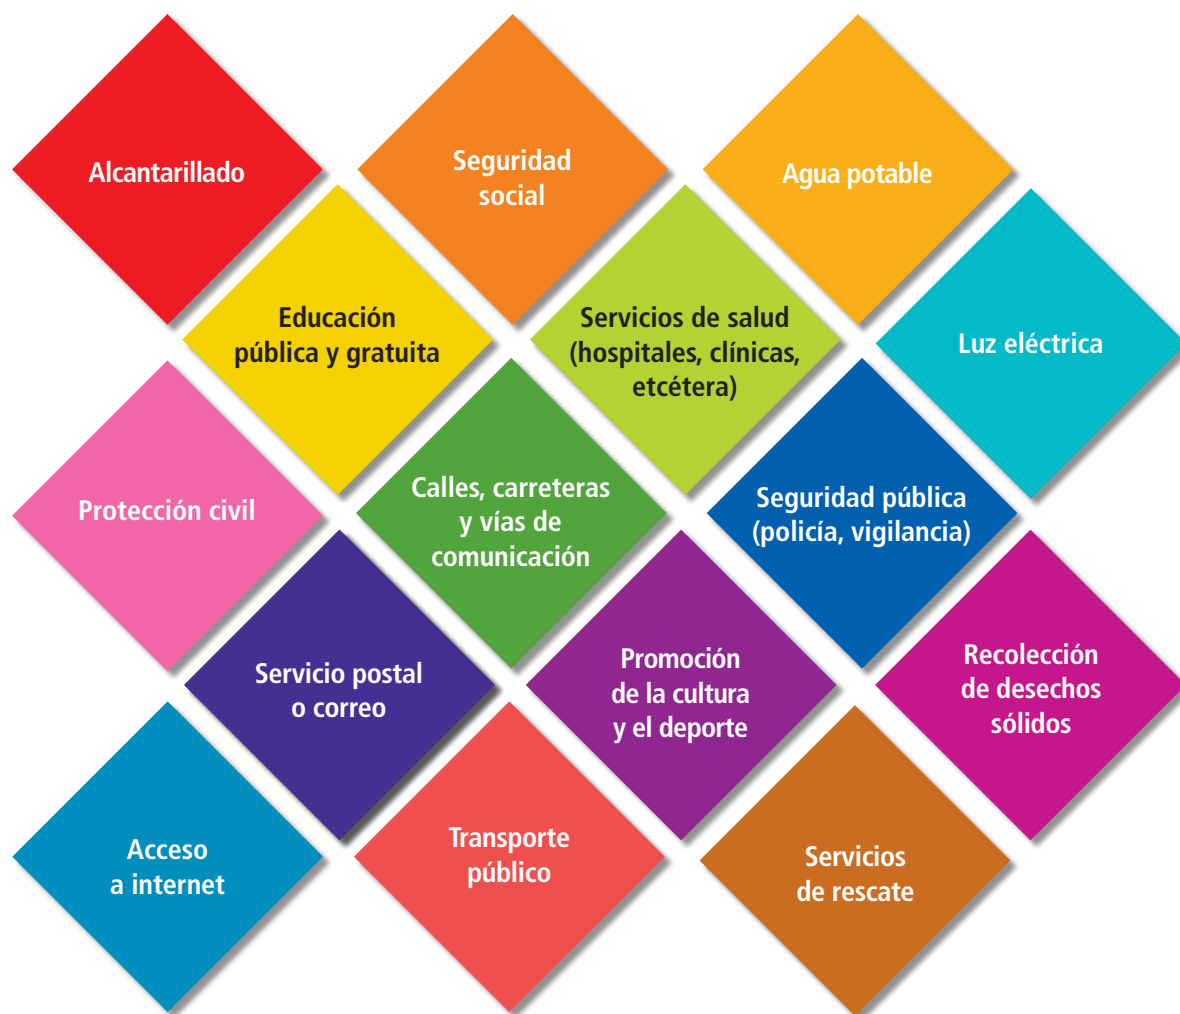 Alcantarillado
Seguridad
social
Agua potable
Educación
pública y gratuita
Servicios de salud
(hospitales, clínicas,
etcétera)
Luz eléctrica
Protección civil
Calles, carreteras
y vías de
comunicación
Seguridad pública
(policía, vigilancia)
Servicio postal
o correo
Promoción
de la cultura
y el deporte
Recolección
de desechos
sólidos
Acceso
a internet
Transporte
público
Servicios
de rescate